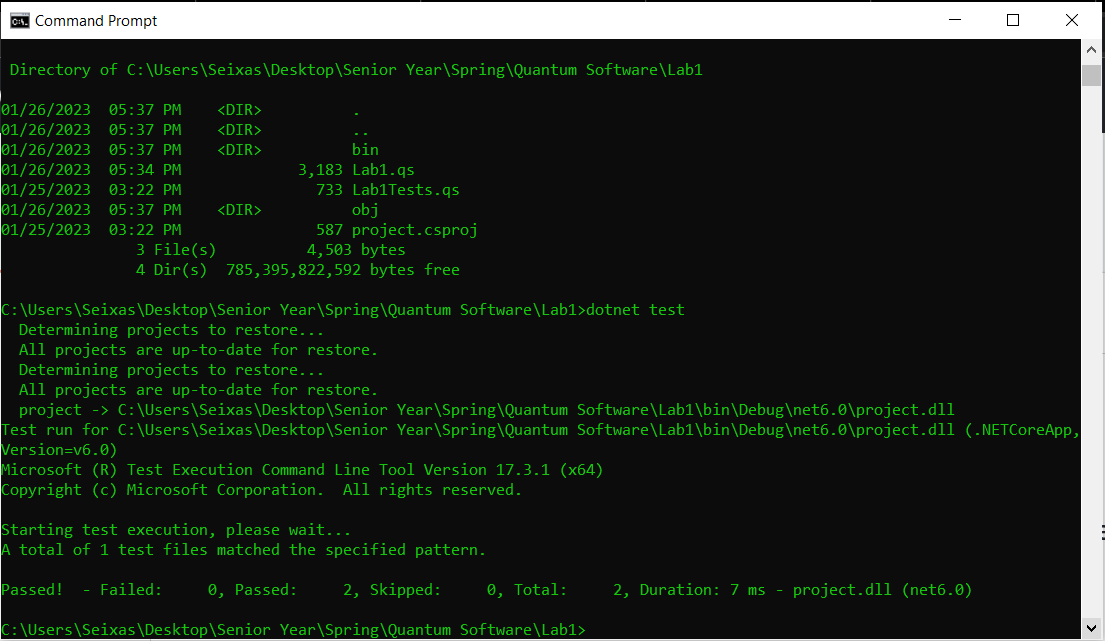 Command Prompt
Directory of C:\Users\Seixas\Desktop\Senior Year\Spring\Quantum Software\Lab1
01/26/2023  05:37 PM    <DIR>          .
01/26/2023  05:37 PM    <DIR>          ..
01/26/2023  05:37 PM    <DIR>          bin
01/26/2023  05:34 PM             3,183 Lab1.qs
01/25/2023  03:22 PM               733 Lab1Tests.qs
01/26/2023  05:37 PM    <DIR>          obj
01/25/2023  03:22 PM               587 project.csproj
               3 File(s)          4,503 bytes
               4 Dir(s)  785,395,822,592 bytes free
C:\Users\Seixas\Desktop\Senior Year\Spring\Quantum Software\Lab1>dotnet test
  Determining projects to restore...
  All projects are up-to-date for restore.
  Determining projects to restore...
  All projects are up-to-date for restore.
  project -> C:\Users\Seixas\Desktop\Senior Year\Spring\Quantum Software\Lab1\bin\Debug\net6.0\project.dll
Test run for C:\Users\Seixas\Desktop\Senior Year\Spring\Quantum Software\Lab1\bin\Debug\net6.0\project.dll (.NETCoreApp,
Version=v6.0)
Microsoft (R) Test Execution Command Line Tool Version 17.3.1 (x64)
Copyright (c) Microsoft Corporation.  All rights reserved.
Starting test execution, please wait...
A total of 1 test files matched the specified pattern.
Passed!  - Failed:     0, Passed:     2, Skipped:     0, Total:     2, Duration: 7 ms - project.dll (net6.0)
C:\Users\Seixas\Desktop\Senior Year\Spring\Quantum Software\Lab1>